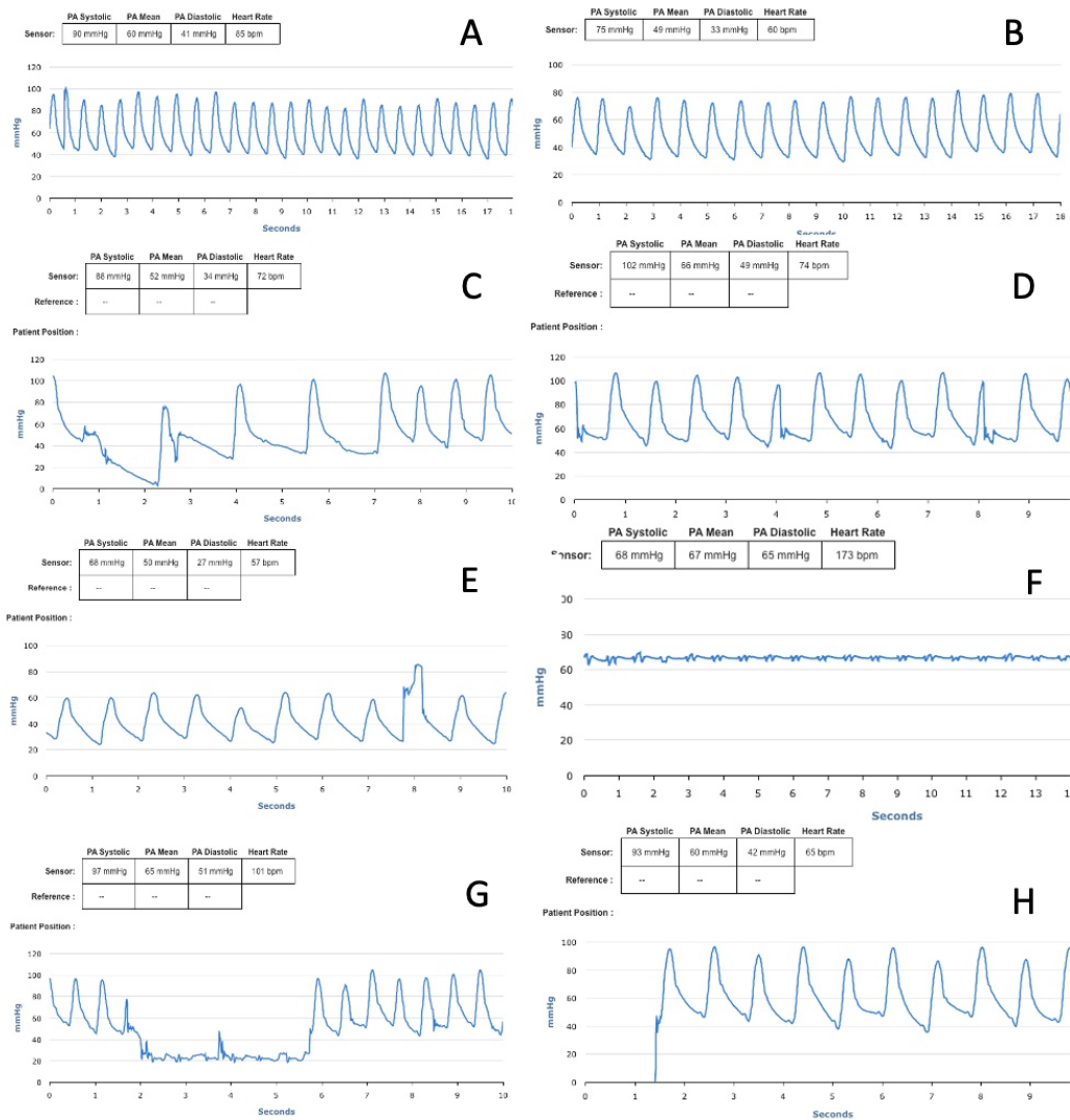 PA Systolic PA Mean PA Diastolic Heart Rate
Sensor: 90 mmHg 60 mmHg 41 mmHg 85 bpm
A
120
100
80
60
40
20
0
mmHg
0 1 2 3 4 5 6 7 8 9 10 11 12 13 14 15 16 17 1
Seconds
PA Systolic PA Mean PA Diastolic Heart Rate
Sensor: 75 mmHg 49 mmHg 33 mmHg 60 bpm
B
100
80
60
40
20
0
mmHg
0 1 2 3 4 5 6 7 8 9 10 11 12 13 14 15 16 17 18
Seconds
PA Systolic PA Mean PA Diastolic Heart Rate
Sensor: 88 mmHg 52 mmHg 34 mmHg 72 bpm
Reference : -- -- --
C
Patient Position :
120
100
80
60
40
20
0
mmHg
0 1 2 3 4 5 6 7 8 9 10
Seconds
PA Systolic PA Mean PA Diastolic Heart Rate
Sensor: 102 mmHg 66 mmHg 49 mmHg 74 bpm
Reference : -- -- --
D
Patient Position :
120
100
80
60
40
20
0
mmHg
0 1 2 3 4 5 6 7 8 9
Seconds
PA Systolic PA Mean PA Diastolic Heart Rate
Sensor: 68 mmHg 50 mmHg 27 mmHg 57 bpm
Reference : -- -- --
E
Patient Position :
100
80
60
40
20
0
mmHg
0 1 2 3 4 5 6 7 8 9 10
Seconds
PA Systolic PA Mean PA Diastolic Heart Rate
Sensor: 68 mmHg 67 mmHg 65 mmHg 173 bpm
F
00
80
60
40
20
0
mmHg
0 1 2 3 4 5 6 7 8 9 10 11 12 13 1
Seconds
PA Systolic PA Mean PA Diastolic Heart Rate
Sensor: 97 mmHg 65 mmHg 51 mmHg 101 bpm
Reference : -- -- --
G
Patient Position :
120
100
80
60
40
20
0
mmHg
0 1 2 3 4 5 6 7 8 9 10
Seconds
PA Systolic PA Mean PA Diastolic Heart Rate
Sensor: 93 mmHg 60 mmHg 42 mmHg 65 bpm
Reference : -- -- --
H
Patient Position :
100
80
60
40
20
0
mmHg
0 1 2 3 4 5 6 7 8 9
Seconds